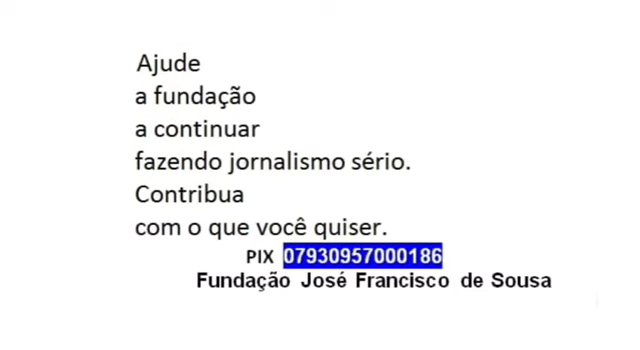 Ajude
a fundação
a continuar
fazendo jornalismo sério.
Contribua
com o que você quiser.
PIX 07930957000186
Fundação José Francisco de Sousa